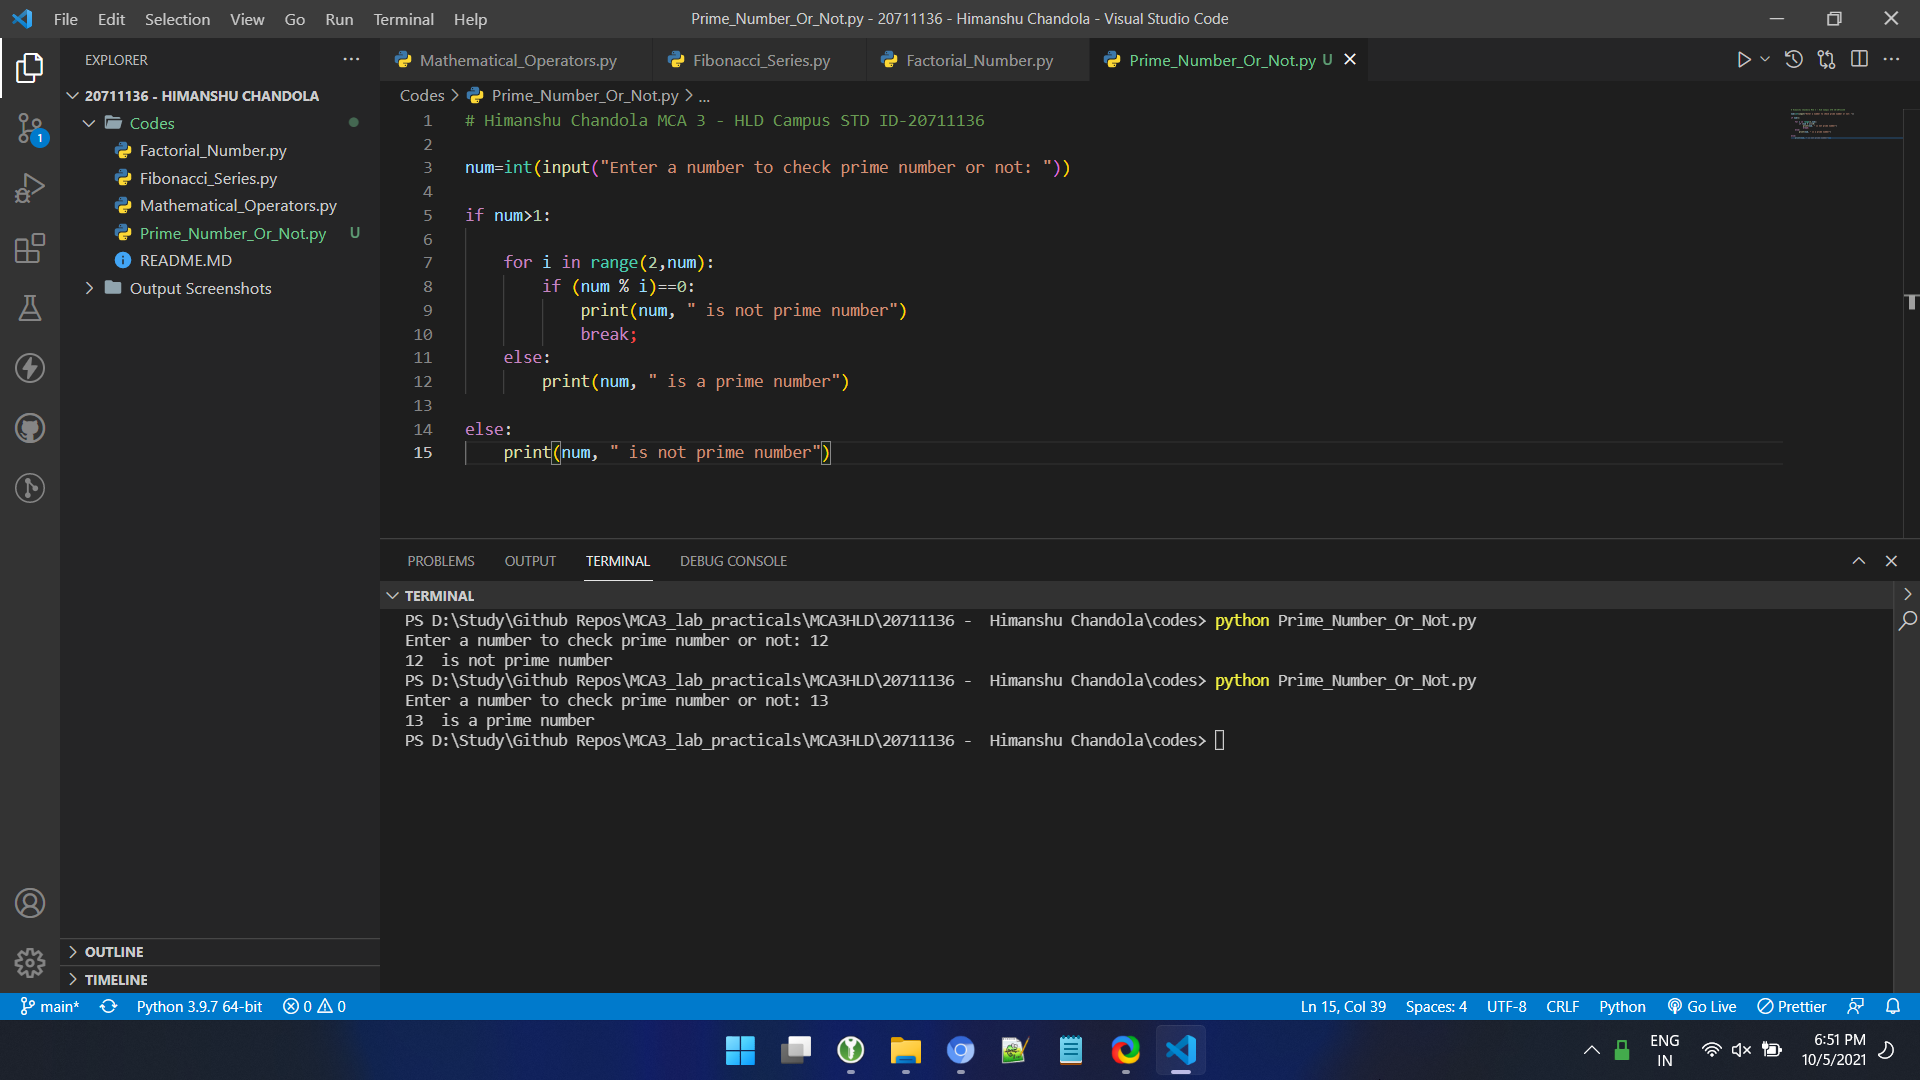 File Edit Selection View Go Run Terminal Help
Prime_Number_Or_Not.py - 20711136 - Himanshu Chandola - Visual Studio Code
EXPLORER
20711136 - HIMANSHU CHANDOLA
Codes
Factorial_Number.py
Fibonacci_Series.py
Mathematical_Operators.py
Prime_Number_Or_Not.py U
README.MD
Output Screenshots
OUTLINE
TIMELINE
1
Mathematical_Operators.py Fibonacci_Series.py Factorial_Number.py Prime_Number_Or_Not.py U
Codes > Prime_Number_Or_Not.py > ...
1 # Himanshu Chandola MCA 3 - HLD Campus STD ID-20711136
2
3 num=int(input("Enter a number to check prime number or not: "))
4
5 if num>1:
6
7 for i in range(2,num):
8 if (num % i)==0:
9 print(num, " is not prime number")
10 break;
11 else:
12 print(num, " is a prime number")
13
14 else:
15 print(num, " is not prime number")
PROBLEMS OUTPUT TERMINAL DEBUG CONSOLE
TERMINAL
PS D:\Study\Github Repos\MCA3_lab_practicals\MCA3HLD\20711136 -  Himanshu Chandola\codes> python Prime_Number_Or_Not.py
Enter a number to check prime number or not: 12
12  is not prime number
PS D:\Study\Github Repos\MCA3_lab_practicals\MCA3HLD\20711136 -  Himanshu Chandola\codes> python Prime_Number_Or_Not.py
Enter a number to check prime number or not: 13
13  is a prime number
PS D:\Study\Github Repos\MCA3_lab_practicals\MCA3HLD\20711136 -  Himanshu Chandola\codes>
main* Python 3.9.7 64-bit 0 0 Ln 15, Col 39 Spaces: 4 UTF-8 CRLF Python Go Live Prettier
ENG
IN
6:51 PM
10/5/2021